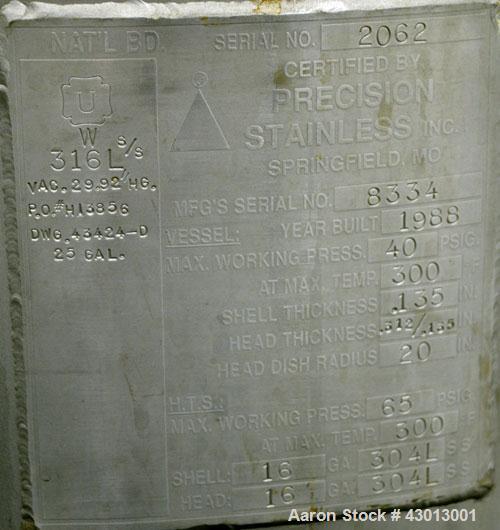 NAT'L BD. SERIAL NO. 2062
CERTIFIED BY
PRECISION
STAINLESS INC.
SPRINGFIELD, MO
U
W
316L S/S
VAC. 29.92"HG.
P.O.#H13856
DWG. 43424-D
25 GAL.
MFG'S SERIAL NO. 8334
VESSEL: YEAR BUILT 1988
MAX. WORKING PRESS. 40 PSIG.
AT MAX. TEMP. 300 °F
SHELL THICKNESS .135 IN.
HEAD THICKNESS .312/.135 IN.
HEAD DISH RADIUS 20 IN.
H.T.S.:
MAX. WORKING PRESS. 65 PSIG
AT MAX. TEMP. 300 °F
SHELL: 16 GA. 304L S.S.
HEAD: 16 GA. 304L S.S.
Aaron Stock # 43013001